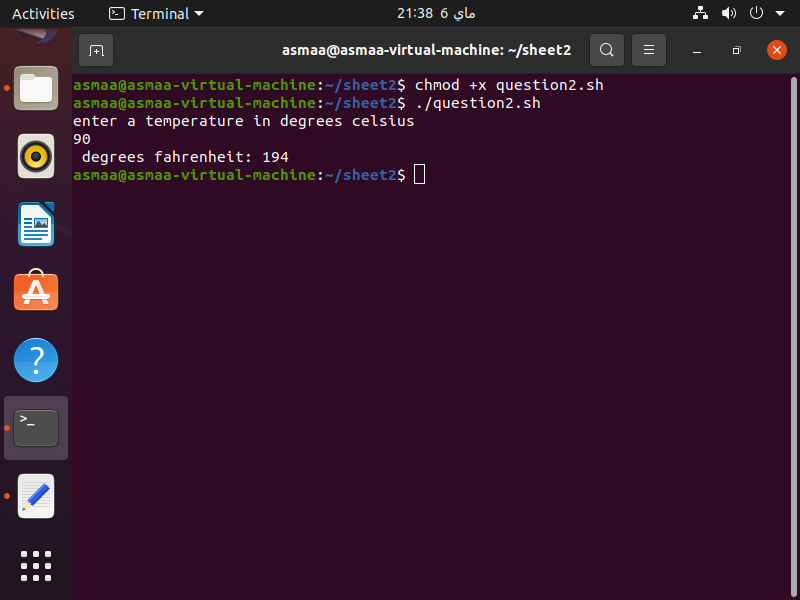 Activities
Terminal
21:38 6 ماي
asmaa@asmaa-virtual-machine: ~/sheet2
asmaa@asmaa-virtual-machine:~/sheet2$ chmod +x question2.sh
asmaa@asmaa-virtual-machine:~/sheet2$ ./question2.sh
enter a temperature in degrees celsius
90
 degrees fahrenheit: 194
asmaa@asmaa-virtual-machine:~/sheet2$